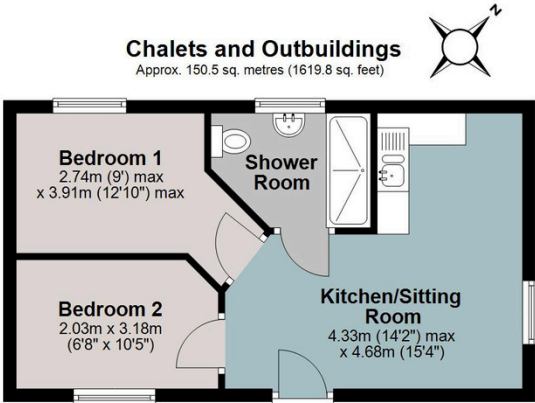 N
Chalets and Outbuildings
Approx. 150.5 sq. metres (1619.8 sq. feet)
Bedroom 1
2.74m (9') max
x 3.91m (12'10") max
Shower
Room
Bedroom 2
2.03m x 3.18m
(6'8" x 10'5")
Kitchen/Sitting
Room
4.33m (14'2") max
x 4.68m (15'4")